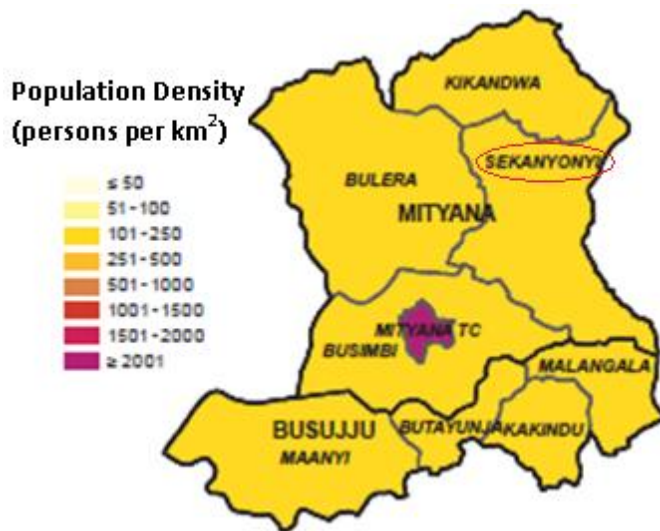 Population Density
(persons per km²)
≤ 50
51-100
101-250
251-500
501-1000
1001-1500
1501-2000
≥ 2001
KIKANDWA
SEKANYONYI
BULERA
MITYANA
MITYANA TC
BUSIMBI
MALANGALA
BUSUJJU
BUTAYUNJA
KAKINDU
MAANYI